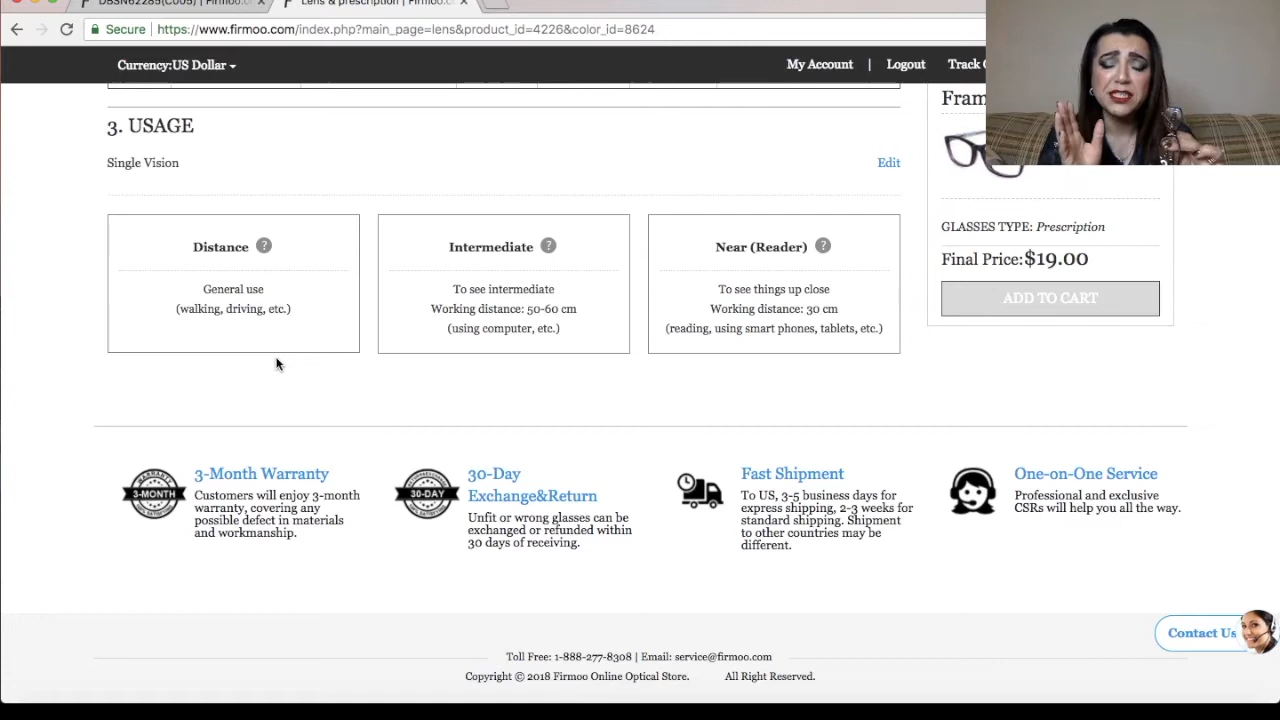 DBSN62285(C005) | Firmoo.c
Lens & prescription | Firmoo.c
Secure
https://www.firmoo.com/index.php?main_page=lens&product_id=4226&color_id=8624
Currency:US Dollar
My Account | Logout Track
3. USAGE
Single Vision
Edit
Distance ?
General use
(walking, driving, etc.)
Intermediate ?
To see intermediate
Working distance: 50-60 cm
(using computer, etc.)
Near (Reader) ?
To see things up close
Working distance: 30 cm
(reading, using smart phones, tablets, etc.)
Fram
GLASSES TYPE: Prescription
Final Price:$19.00
ADD TO CART
3-MONTH
3-Month Warranty
Customers will enjoy 3-month
warranty, covering any
possible defect in materials
and workmanship.
30-DAY
30-Day
Exchange&Return
Unfit or wrong glasses can be
exchanged or refunded within
30 days of receiving.
Fast Shipment
To US, 3-5 business days for
express shipping, 2-3 weeks for
standard shipping. Shipment
to other countries may be
different.
One-on-One Service
Professional and exclusive
CSRs will help you all the way.
Contact Us
Toll Free: 1-888-277-8308 | Email: service@firmoo.com
Copyright © 2018 Firmoo Online Optical Store. All Right Reserved.